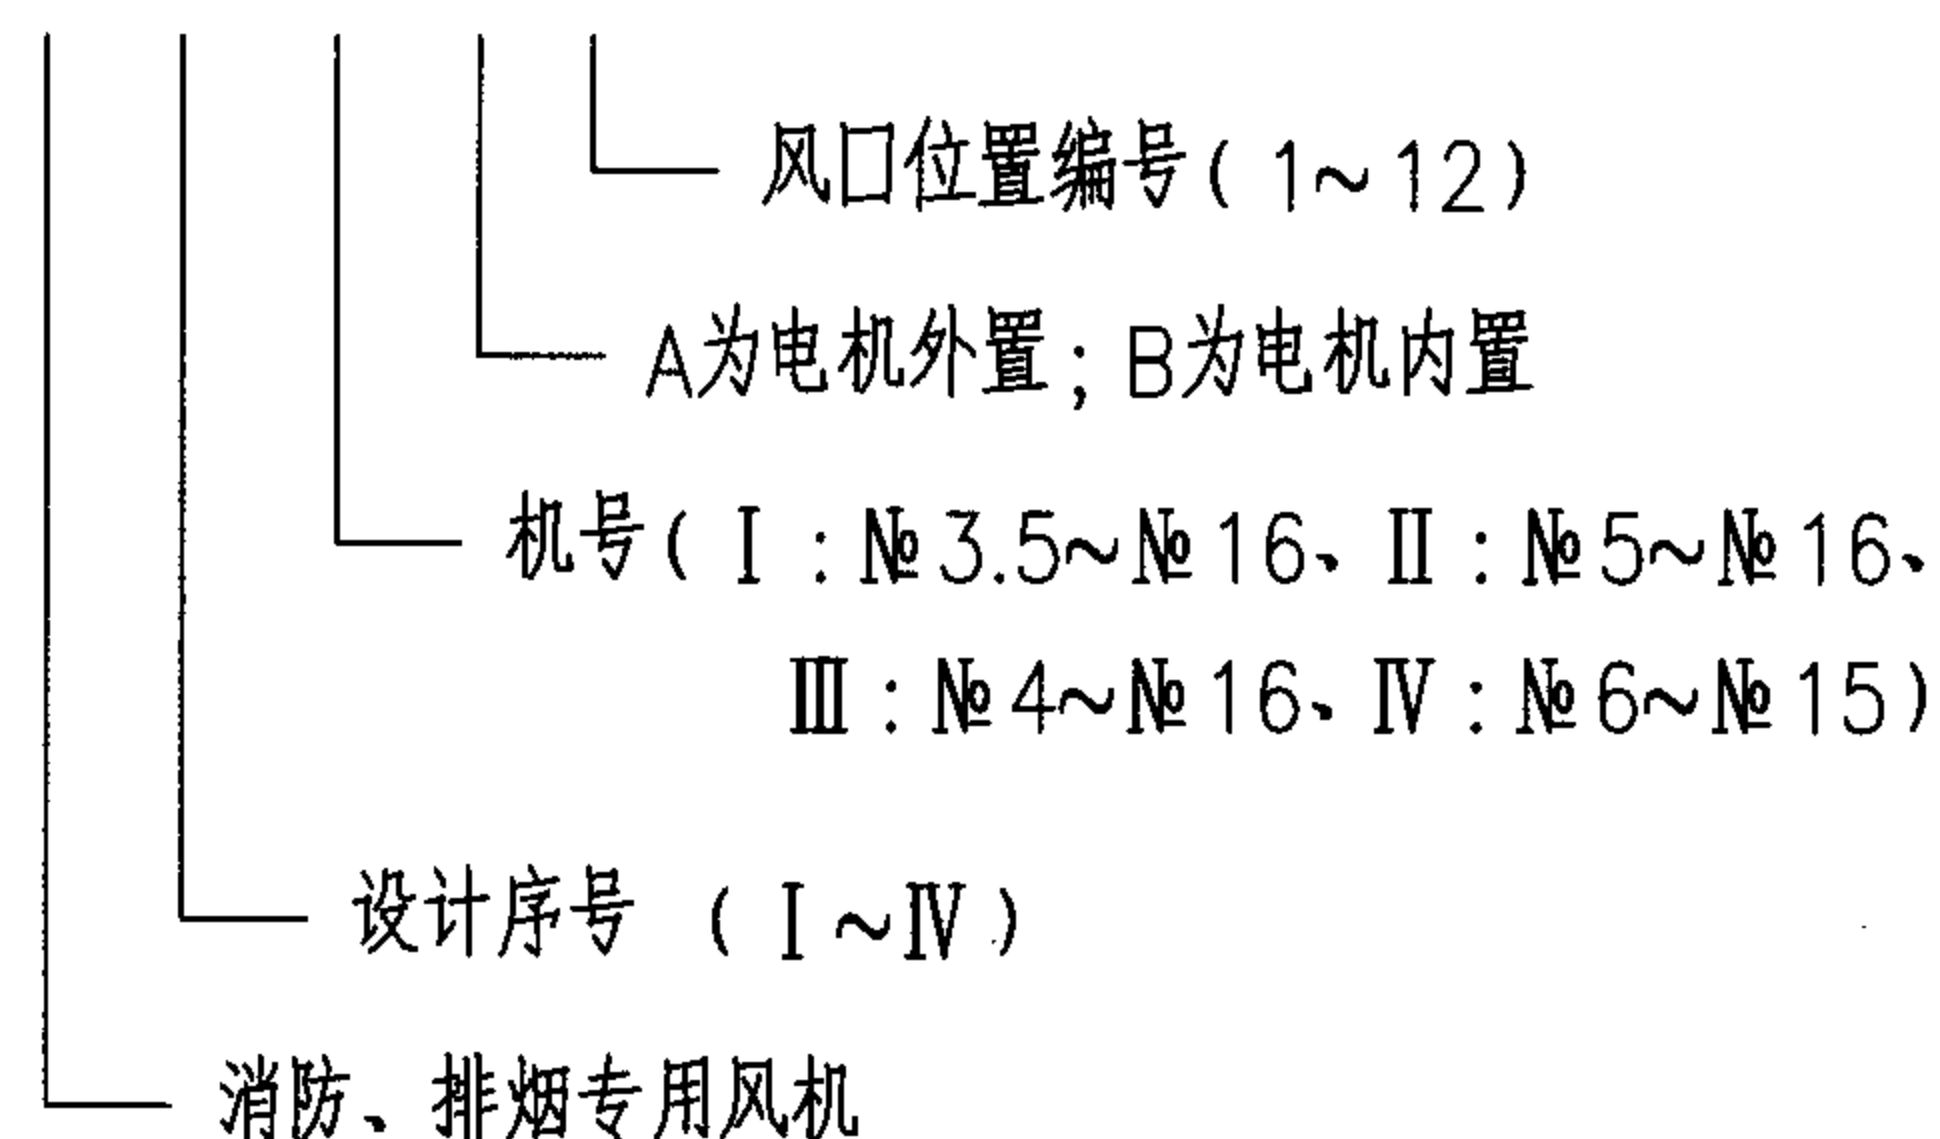 风口位置编号(1~12)
A为电机外置;B为电机内置
机号(Ⅰ:№3.5~№16、Ⅱ:№5~№16、
Ⅲ:№4~№16、Ⅳ:№6~№15)
设计序号 (Ⅰ~Ⅳ)
消防、排烟专用风机